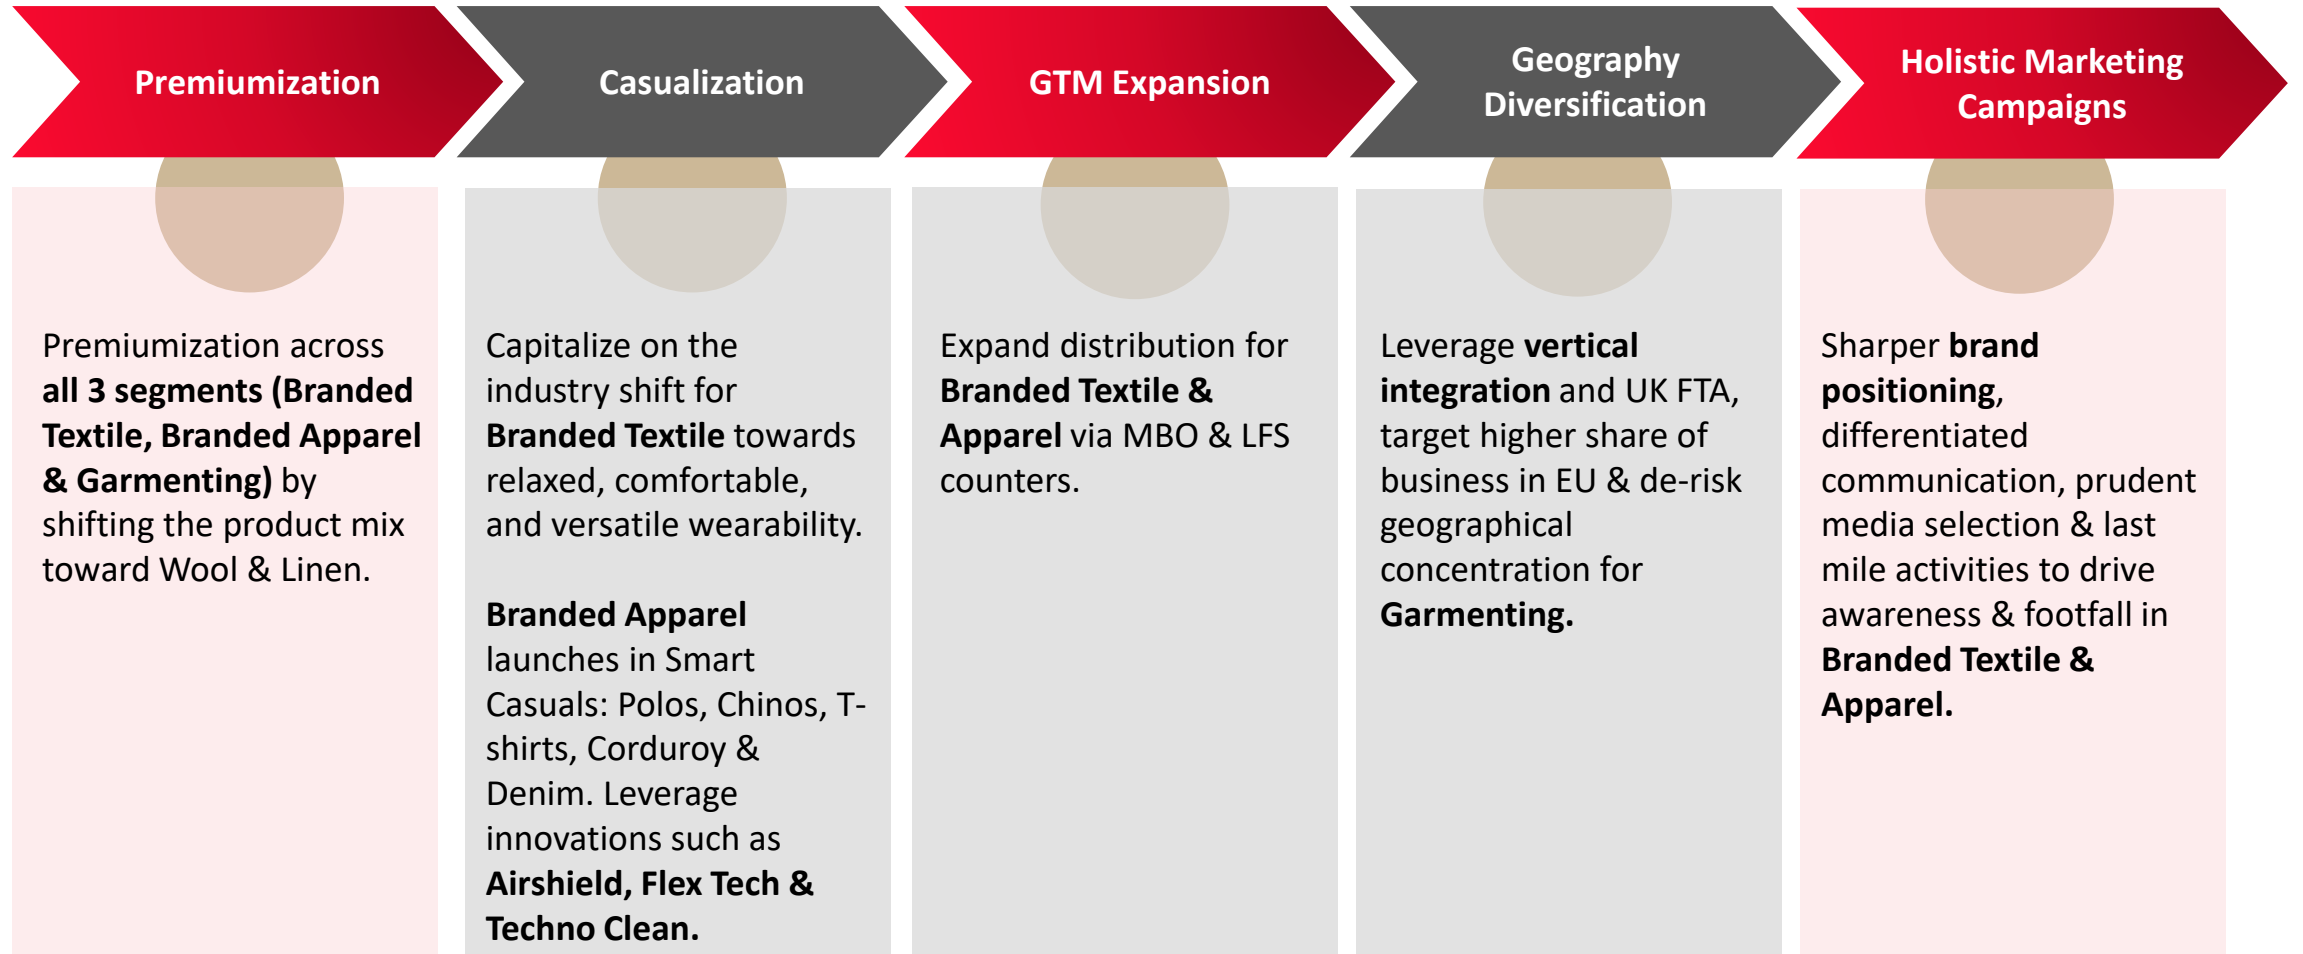 Premiumization
Casualization
GTM Expansion
Geography
Diversification
Holistic Marketing
Campaigns
Premiumization across
all 3 segments (Branded
Textile, Branded Apparel
& Garmenting) by
shifting the product mix
toward Wool & Linen.
Capitalize on the
industry shift for
Branded Textile towards
relaxed, comfortable,
and versatile wearability.
Branded Apparel
launches in Smart
Casuals: Polos, Chinos, T-
shirts, Corduroy &
Denim. Leverage
innovations such as
Airshield, Flex Tech &
Techno Clean.
Expand distribution for
Branded Textile &
Apparel via MBO & LFS
counters.
Leverage vertical
integration and UK FTA,
target higher share of
business in EU & de-risk
geographical
concentration for
Garmenting.
Sharper brand
positioning,
differentiated
communication, prudent
media selection & last
mile activities to drive
awareness & footfall in
Branded Textile &
Apparel.